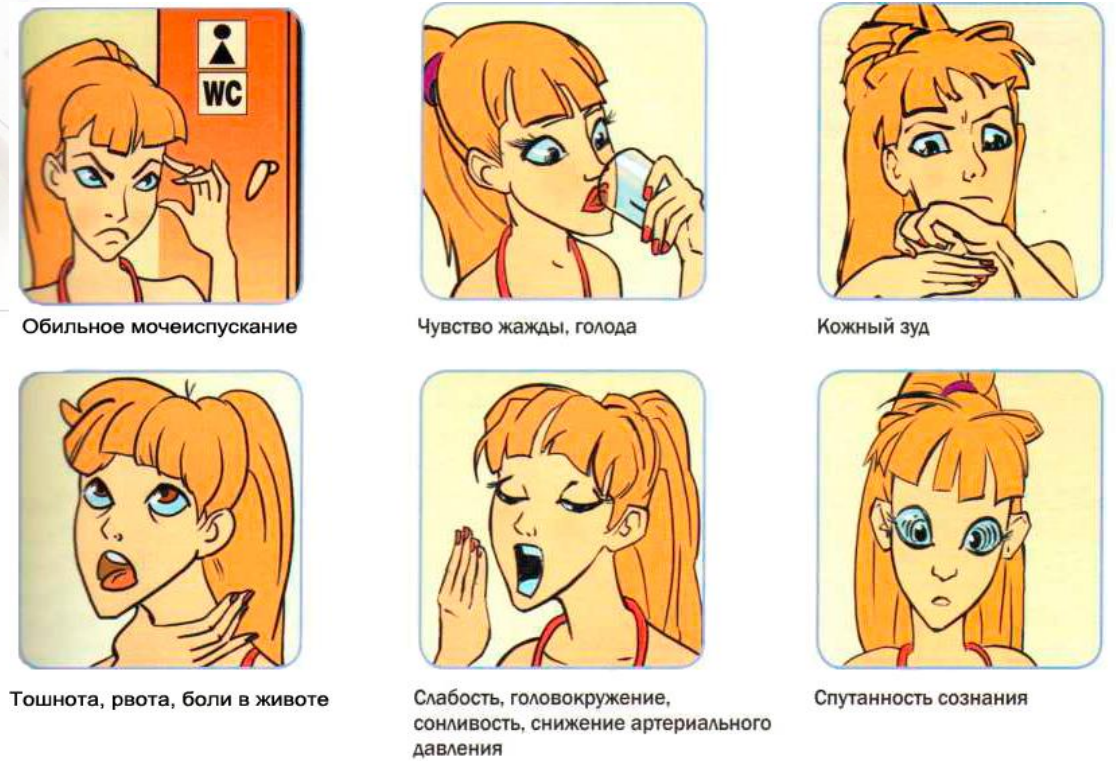 WC
Обильное мочеиспускание
Чувство жажды, голода
Кожный зуд
Тошнота, рвота, боли в животе
Слабость, головокружение,
сонливость, снижение артериального
давления
Спутанность сознания